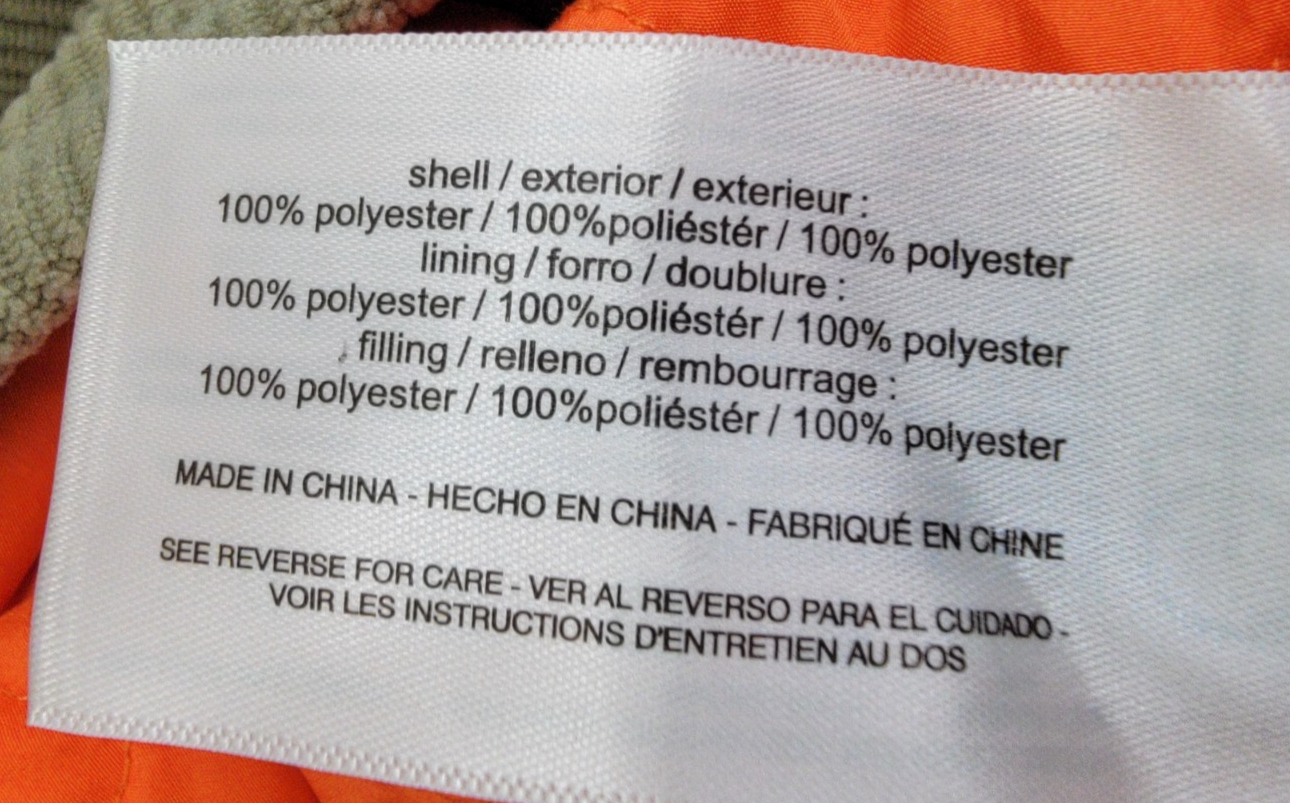 shell / exterior / exterieur :
100% polyester / 100%poliéstér / 100% polyester
lining / forro / doublure :
100% polyester / 100%poliéstér / 100% polyester
filling / relleno / rembourrage :
100% polyester / 100%poliéstér / 100% polyester
MADE IN CHINA - HECHO EN CHINA - FABRIQUÉ EN CHINE
SEE REVERSE FOR CARE - VER AL REVERSO PARA EL CUIDADO -
VOIR LES INSTRUCTIONS D'ENTRETIEN AU DOS